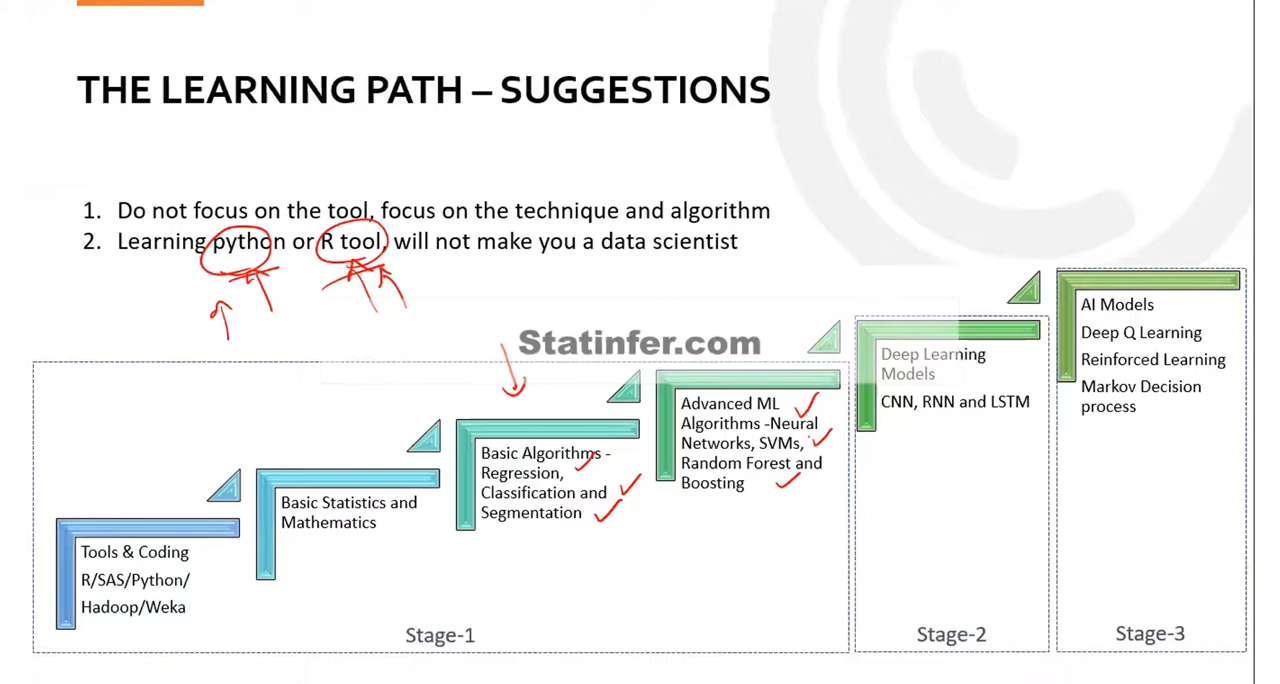 THE LEARNING PATH – SUGGESTIONS
1. Do not focus on the tool, focus on the technique and algorithm
2. Learning python or R tool, will not make you a data scientist
Statinfer.com
Tools & Coding
R/SAS/Python/
Hadoop/Weka
Basic Statistics and
Mathematics
Basic Algorithms -
Regression,
Classification and
Segmentation
Advanced ML
Algorithms -Neural
Networks, SVMs,
Random Forest and
Boosting
Stage-1
Deep Learning
Models
CNN, RNN and LSTM
Stage-2
AI Models
Deep Q Learning
Reinforced Learning
Markov Decision
process
Stage-3